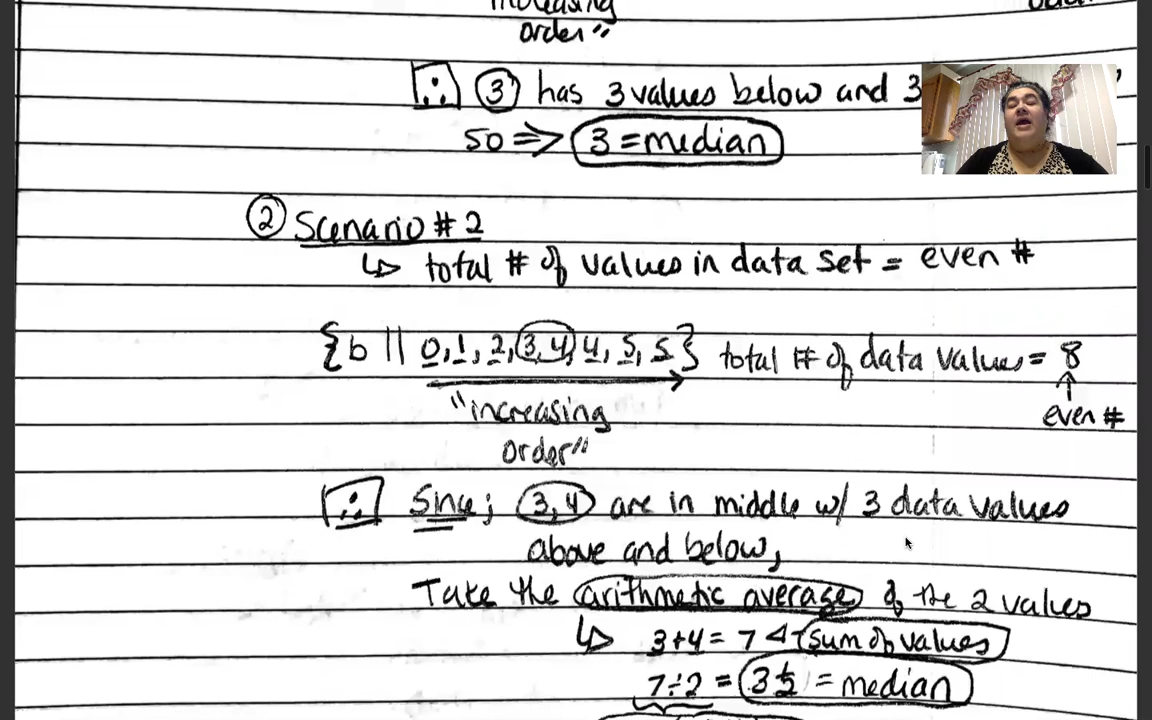 increasing
order"
∴ 3 has 3 values below and 3
so => 3 = median
② Scenario # 2
↳ total # of values in data set = even #
{b || 0, 1, 2, 3, 4, 4, 5, 5} total # of data values = 8
↑
even #
"increasing
order"
∴ Since; 3, 4 are in middle w/ 3 data values
above and below,
Take the arithmetic average of the 2 values
↳ 3 + 4 = 7 ← sum of values
7 ÷ 2 = 3 1/2 = median